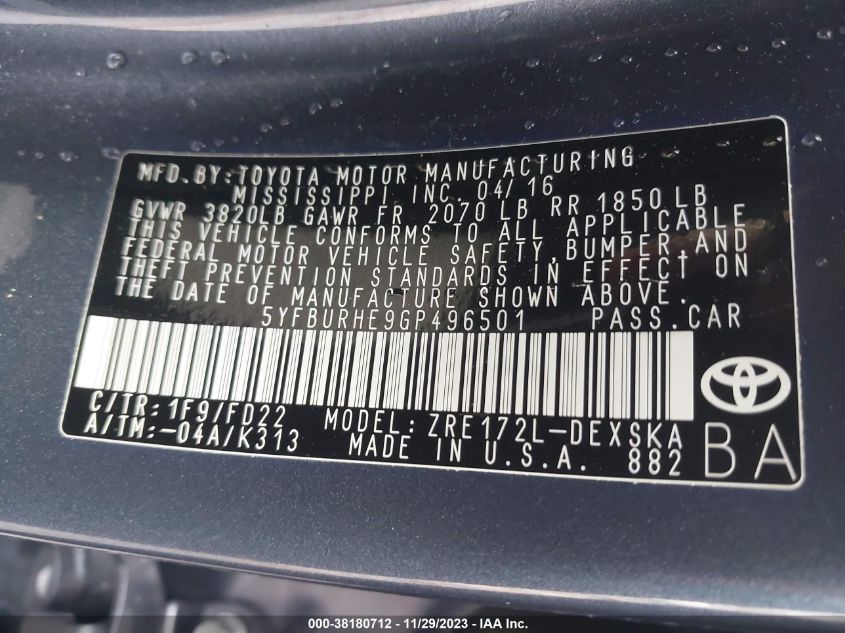 MFD. BY: TOYOTA MOTOR MANUFACTURING
MISSISSIPPI, INC. 04/16
GVWR 3820LB GAWR FR 2070 LB RR 1850 LB
THIS VEHICLE CONFORMS TO ALL APPLICABLE
FEDERAL MOTOR VEHICLE SAFETY, BUMPER, AND
THEFT PREVENTION STANDARDS IN EFFECT ON
THE DATE OF MANUFACTURE SHOWN ABOVE.
5YFBURHE9GP496501 PASS. CAR
C/TR: 1F9/FD22 MODEL: ZRE172L-DEXSKA
A/TM: -04A/K313 MADE IN U.S.A. 882
BA
000-38180712 - 11/29/2023 - IAA Inc.